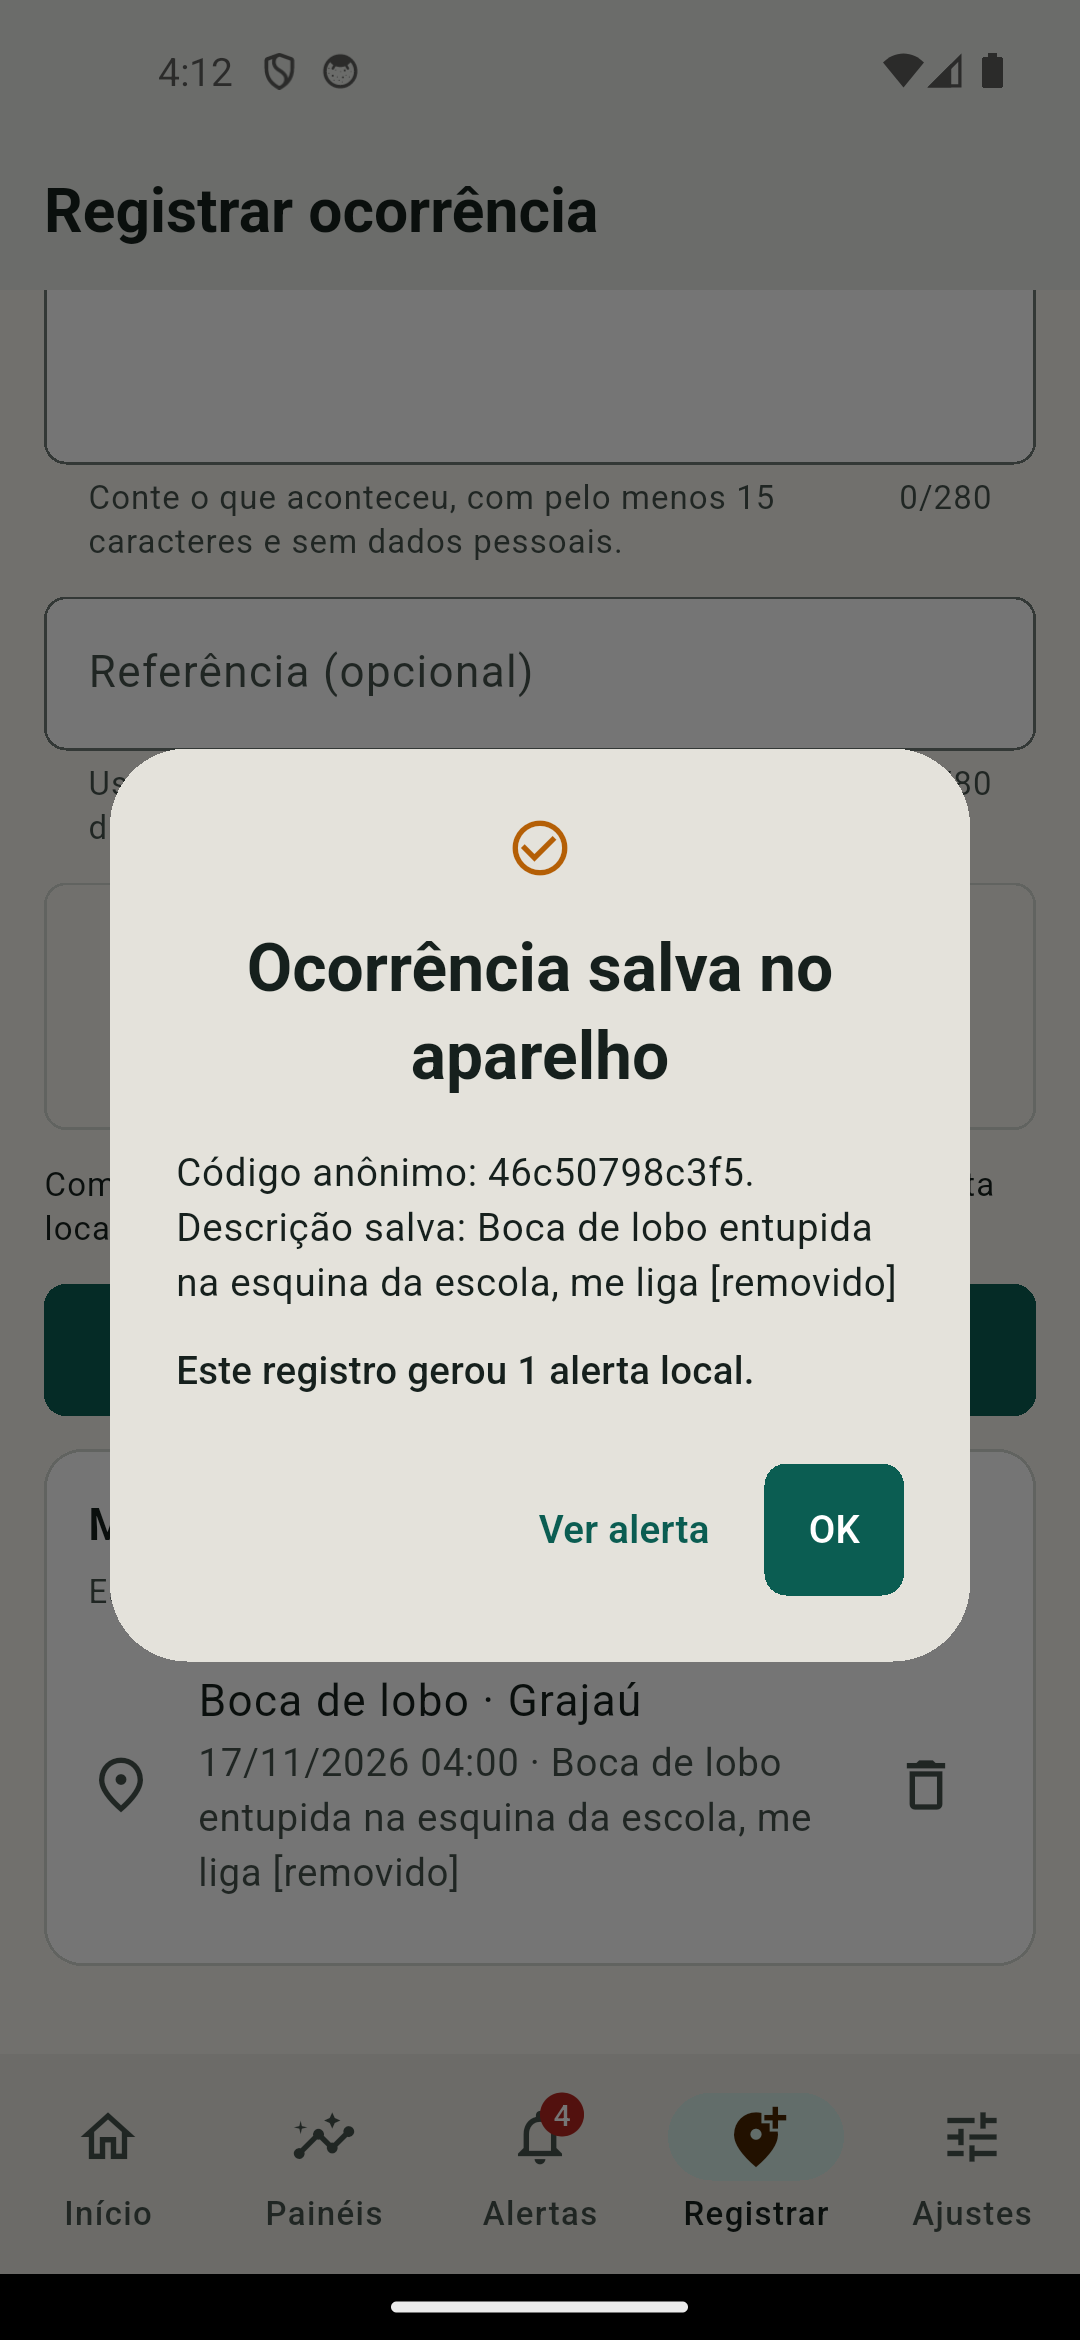 4:12
Registrar ocorrência
Conte o que aconteceu, com pelo menos 15
0/280
caracteres e sem dados pessoais.
Referência (opcional)
Ocorrência salva no
aparelho
Código anônimo: 46c50798c3f5.
Descrição salva: Boca de lobo entupida
na esquina da escola, me liga [removido]
Este registro gerou 1 alerta local.
Ver alerta
OK
Boca de lobo · Grajaú
17/11/2026 04:00 · Boca de lobo
entupida na esquina da escola, me
liga [removido]
4
Início
Painéis
Alertas
Registrar
Ajustes